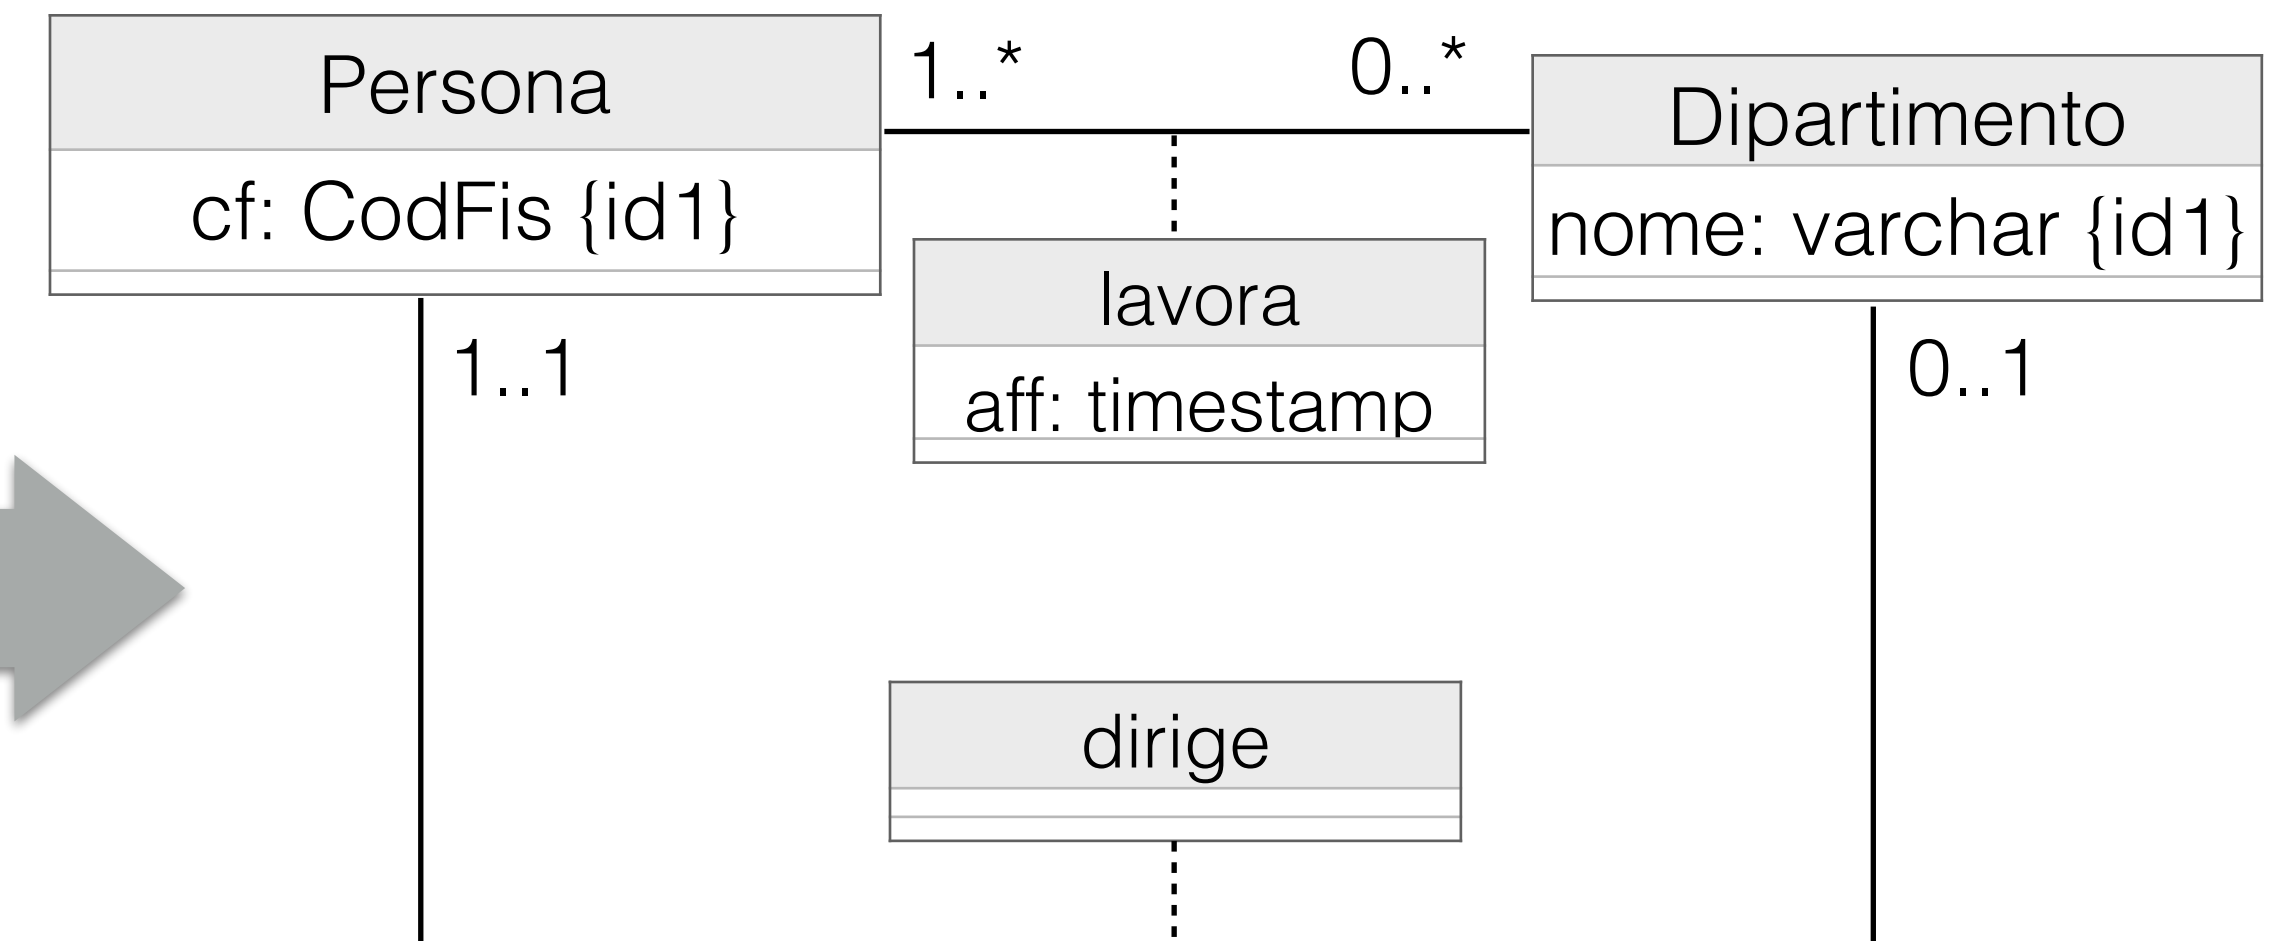 Persona
cf: CodFis {id1}
1..*
0..*
Dipartimento
nome: varchar {id1}
lavora
aff: timestamp
1..1
0..1
dirige